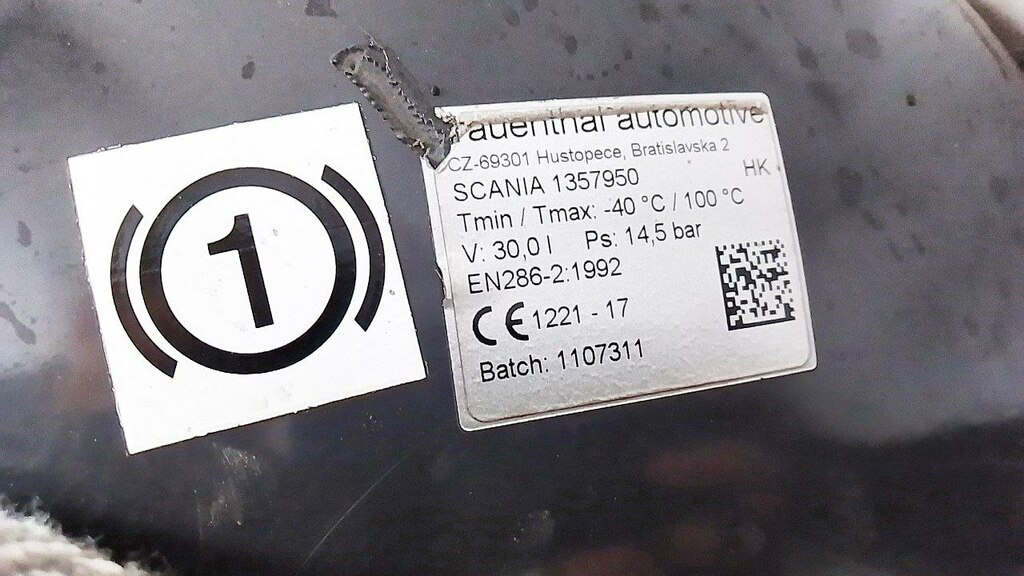 1
auenthal automotive
CZ-69301 Hustopece, Bratislavska 2
HK
SCANIA 1357950
Tmin / Tmax: -40 °C / 100 °C
V: 30,0 l Ps: 14,5 bar
EN286-2:1992
CE 1221 - 17
Batch: 1107311